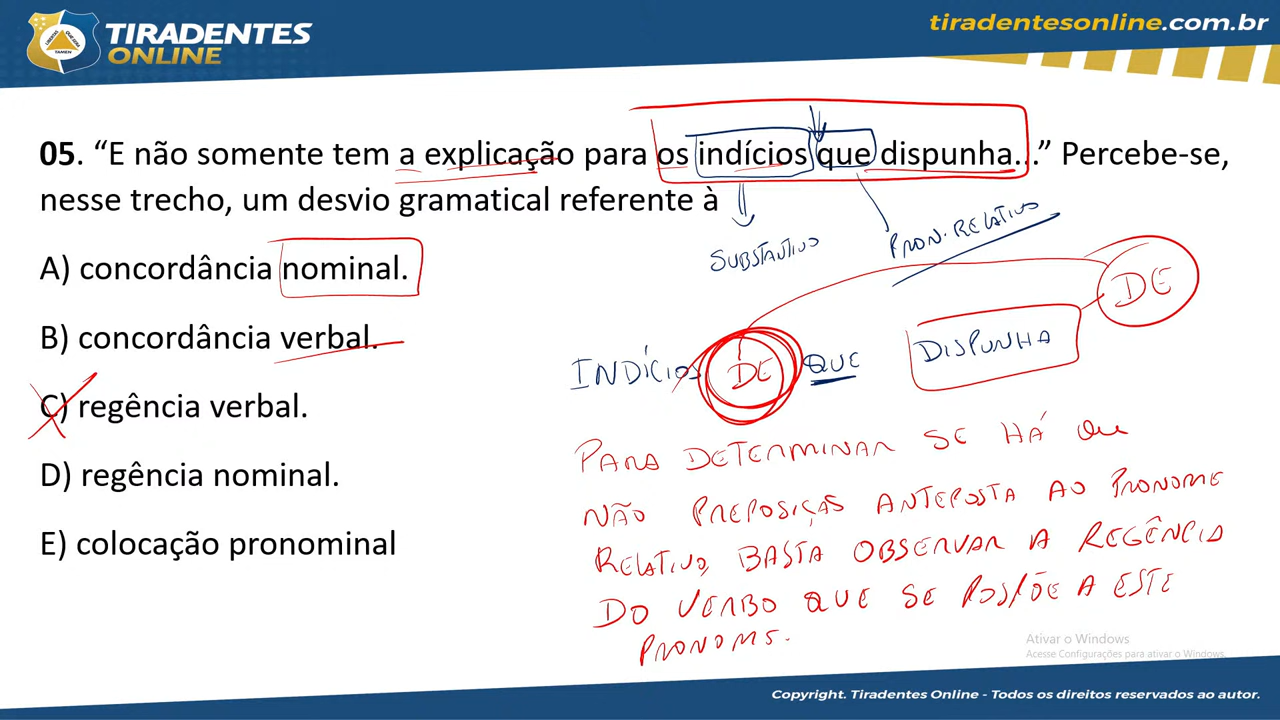 TIRADENTES
ONLINE
tiradentesonline.com.br
05. “E não somente tem a explicação para os indícios que dispunha...” Percebe-se,
nesse trecho, um desvio gramatical referente à
SUBSTANTIVO
PRON. RELATIVO
A) concordância nominal.
DE
B) concordância verbal.
DISPUNHA
INDÍCIOS DE QUE
C) regência verbal.
PARA DETERMINAR SE HÁ OU
D) regência nominal.
NÃO PREPOSIÇÃO ANTEPOSTA AO PRONOME
E) colocação pronominal
RELATIVO, BASTA OBSERVAR A REGÊNCIA
DO VERBO QUE SE POSPÕE A ESTE
PRONOME.
Ativar o Windows
Acesse Configurações para ativar o Windows.
Copyright. Tiradentes Online - Todos os direitos reservados ao autor.